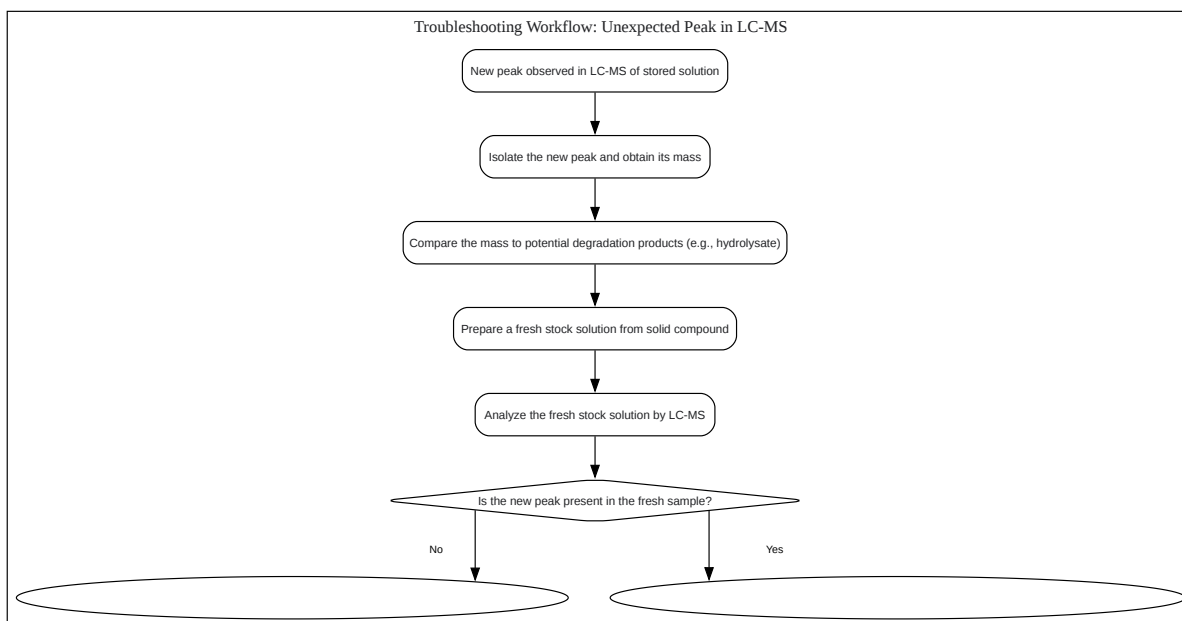 Troubleshooting Workflow: Unexpected Peak in LC-MS
New peak observed in LC-MS of stored solution
Isolate the new peak and obtain its mass
Compare the mass to potential degradation products (e.g., hydrolysate)
Prepare a fresh stock solution from solid compound
Analyze the fresh stock solution by LC-MS
Is the new peak present in the fresh sample?
No
Yes